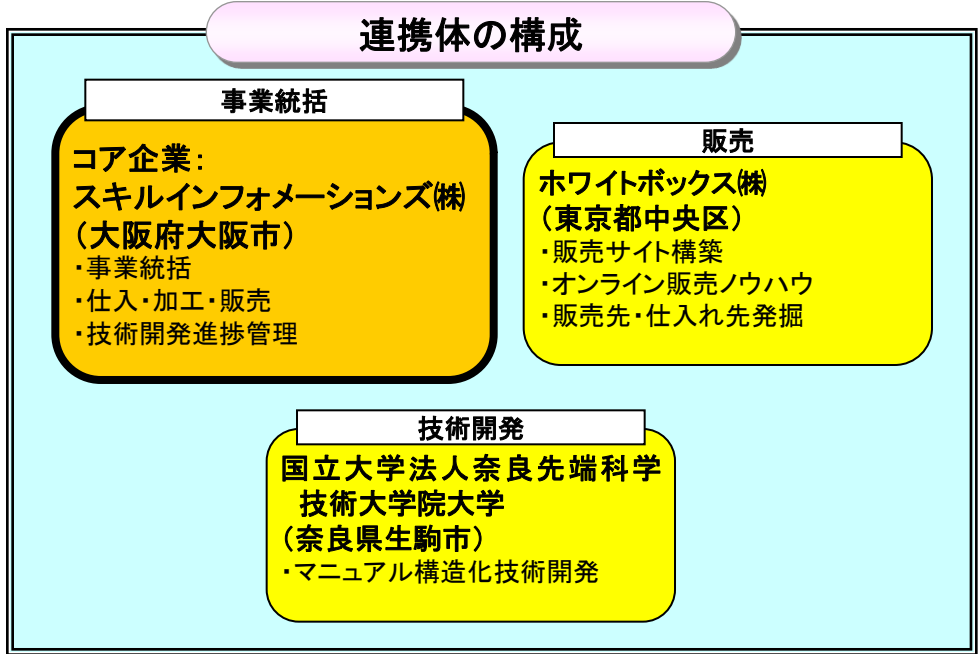 連携体の構成
事業統括
コア企業：
スキルインフォメーションズ㈱
（大阪府大阪市）
・事業統括
・仕入・加工・販売
・技術開発進捗管理
販売
ホワイトボックス㈱
（東京都中央区）
・販売サイト構築
・オンライン販売ノウハウ
・販売先・仕入れ先発掘
技術開発
国立大学法人奈良先端科学
技術大学院大学
（奈良県生駒市）
・マニュアル構造化技術開発